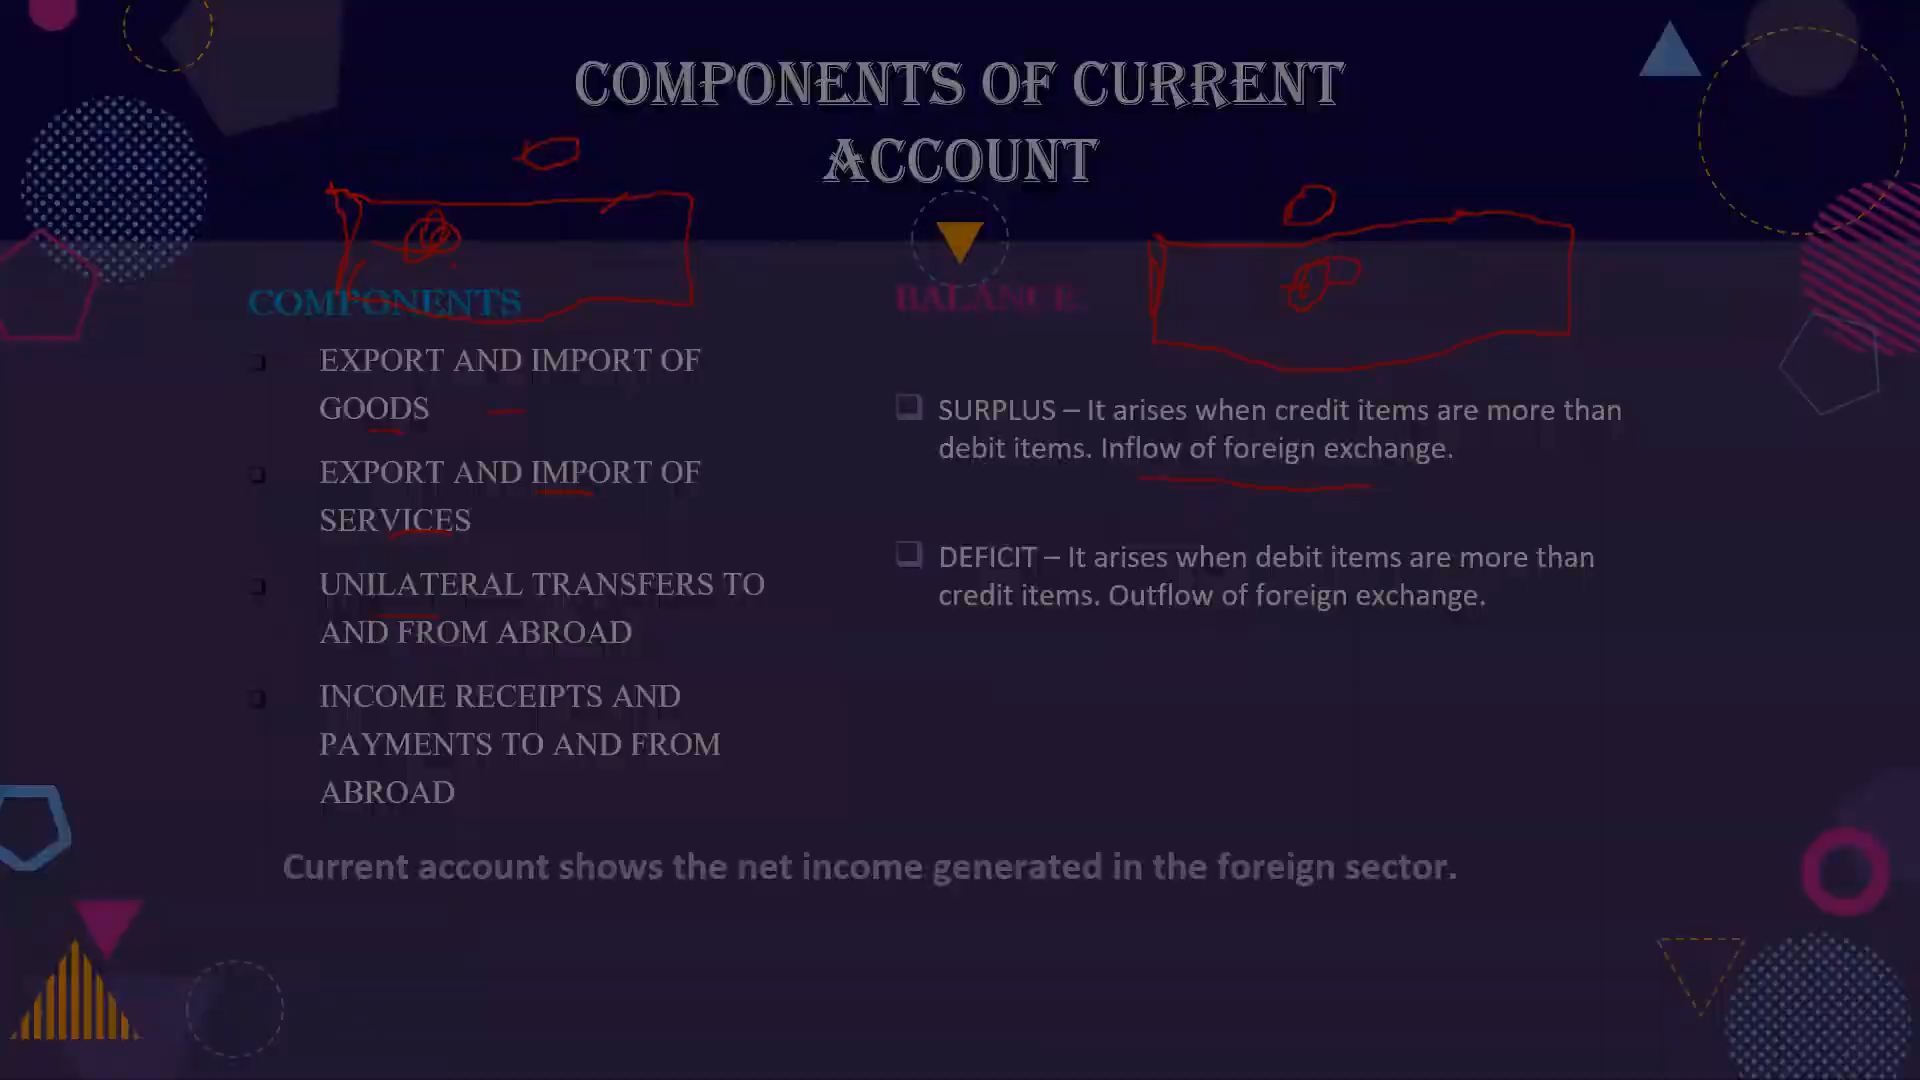 COMPONENTS OF CURRENT
ACCOUNT
COMPONENTS
EXPORT AND IMPORT OF
GOODS
EXPORT AND IMPORT OF
SERVICES
UNILATERAL TRANSFERS TO
AND FROM ABROAD
INCOME RECEIPTS AND
PAYMENTS TO AND FROM
ABROAD
BALANCE
SURPLUS – It arises when credit items are more than
debit items. Inflow of foreign exchange.
DEFICIT – It arises when debit items are more than
credit items. Outflow of foreign exchange.
Current account shows the net income generated in the foreign sector.